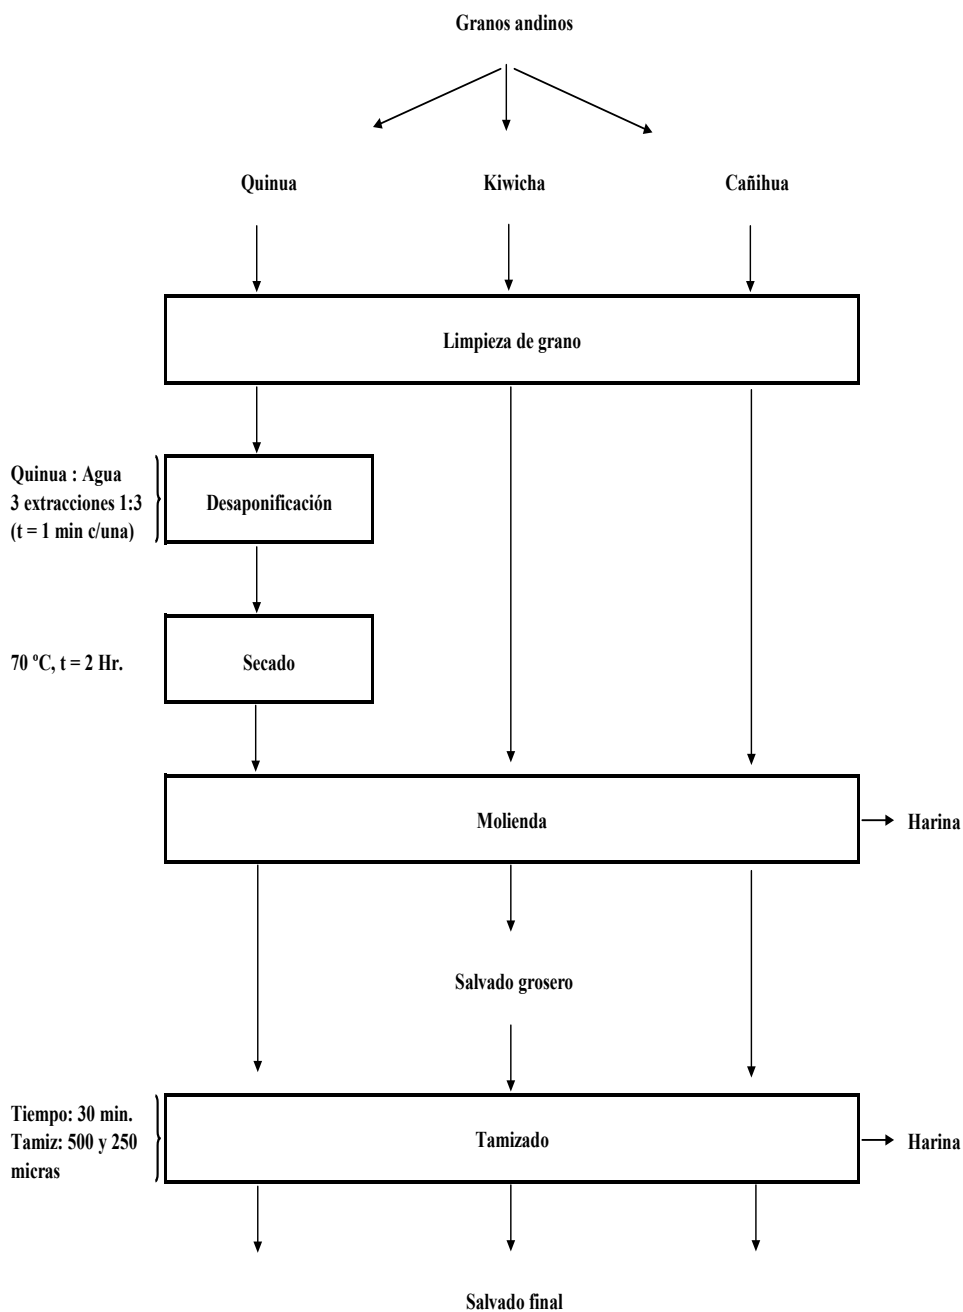 Granos andinos
Quinua
Kiwicha
Cañihua
Limpieza de grano
Quinua : Agua
3 extracciones 1:3
(t = 1 min c/una)
Desaponificación
70 ºC, t = 2 Hr.
Secado
Molienda
Harina
Salvado grosero
Tiempo: 30 min.
Tamiz: 500 y 250
micras
Tamizado
Harina
Salvado final